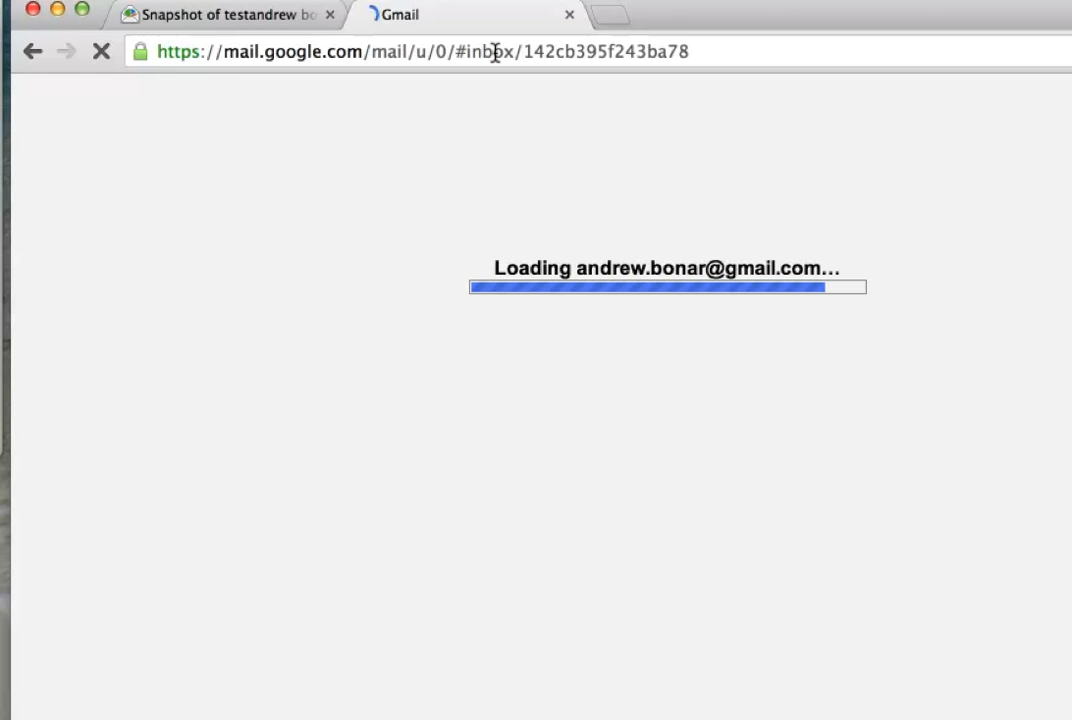 Snapshot of testandrew bo
Gmail
https://mail.google.com/mail/u/0/#inbox/142cb395f243ba78
Loading andrew.bonar@gmail.com...